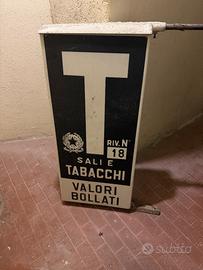 T
RIV. N°
18
SALI E
TABACCHI
VALORI
BOLLATI
subito